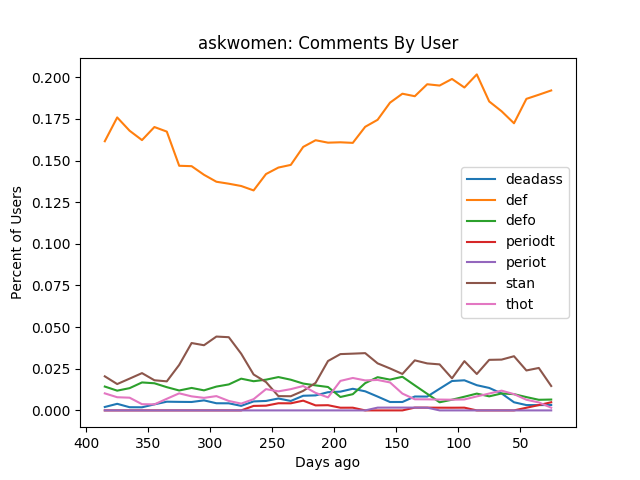 askwomen: Comments By User
Percent of Users
0.200
0.175
0.150
0.125
0.100
0.075
0.050
0.025
0.000
deadass
def
defo
periodt
periot
stan
thot
400 350 300 250 200 150 100 50
Days ago